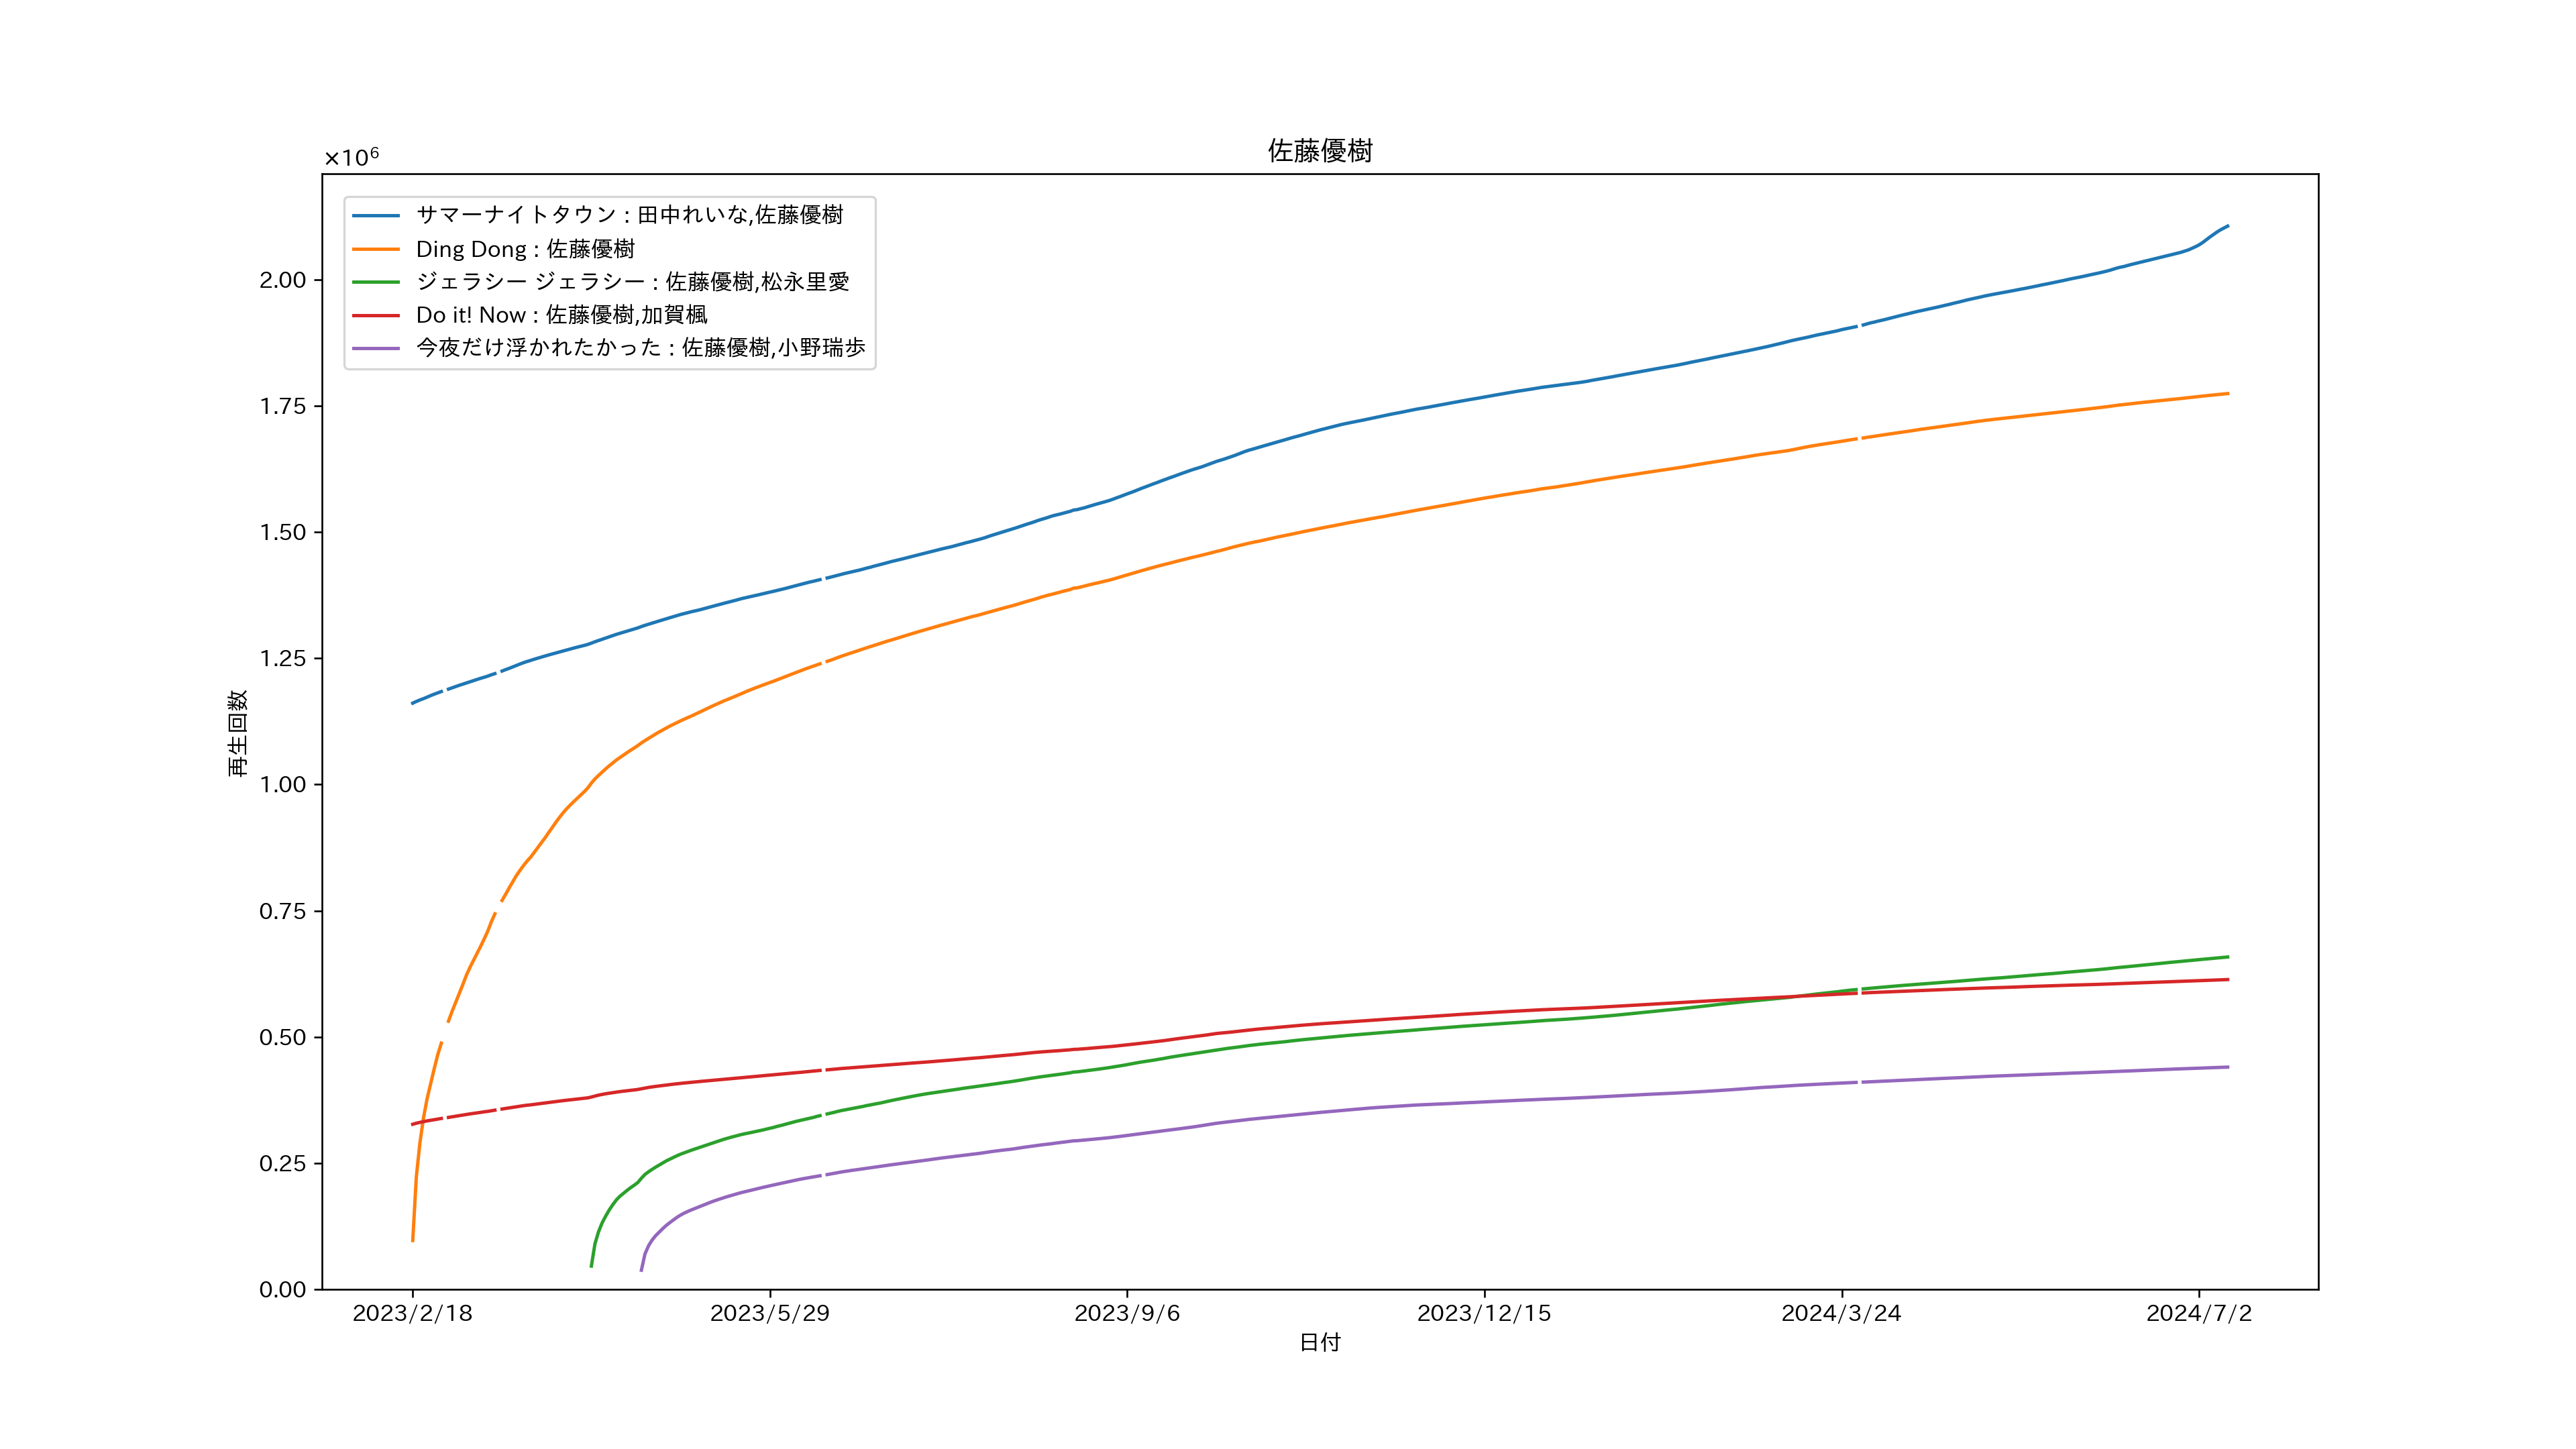 佐藤優樹
×10⁶
サマーナイトタウン : 田中れいな,佐藤優樹
Ding Dong : 佐藤優樹
ジェラシー ジェラシー : 佐藤優樹,松永里愛
Do it! Now : 佐藤優樹,加賀楓
今夜だけ浮かれたかった : 佐藤優樹,小野瑞歩
2.00
1.75
1.50
1.25
1.00
0.75
0.50
0.25
0.00
再生回数
2023/2/18 2023/5/29 2023/9/6 2023/12/15 2024/3/24 2024/7/2
日付